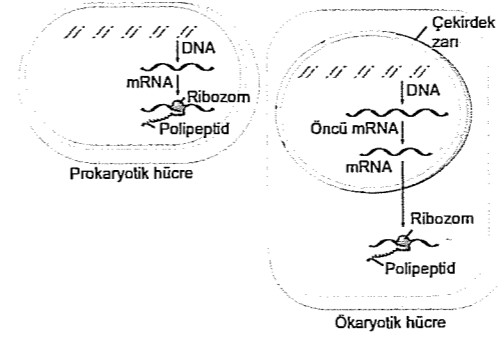 DNA
mRNA
Ribozom
Polipeptid
Prokaryotik hücre
Çekirdek
zarı
DNA
Öncü mRNA
mRNA
Ribozom
Polipeptid
Ökaryotik hücre